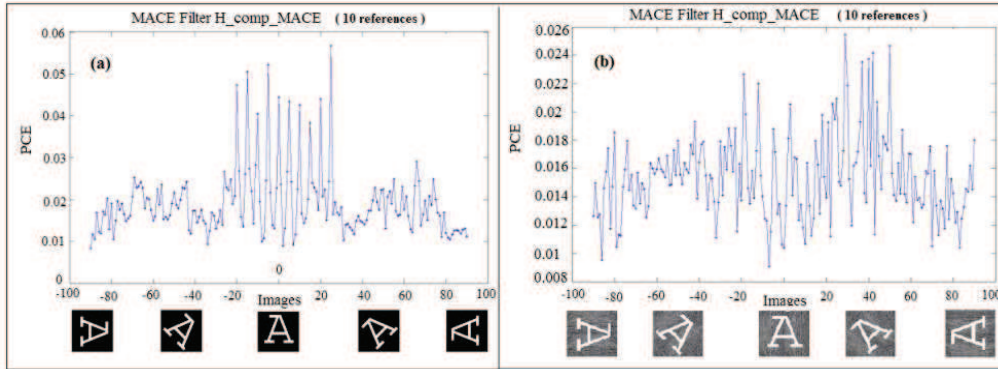 MACE Filter H_comp_MACE ( 10 references )
(a)
PCE
0.06
0.05
0.04
0.03
0.02
0.01
0
0
-100 -80 -60 -40 -20 0 20 40 60 80 100
Images
A A A A A
MACE Filter H_comp_MACE ( 10 references )
(b)
PCE
0.026
0.024
0.022
0.02
0.018
0.016
0.014
0.012
0.01
0.008
-100 -80 -60 -40 -20 0 20 40 60 80 100
Images
A A A A A